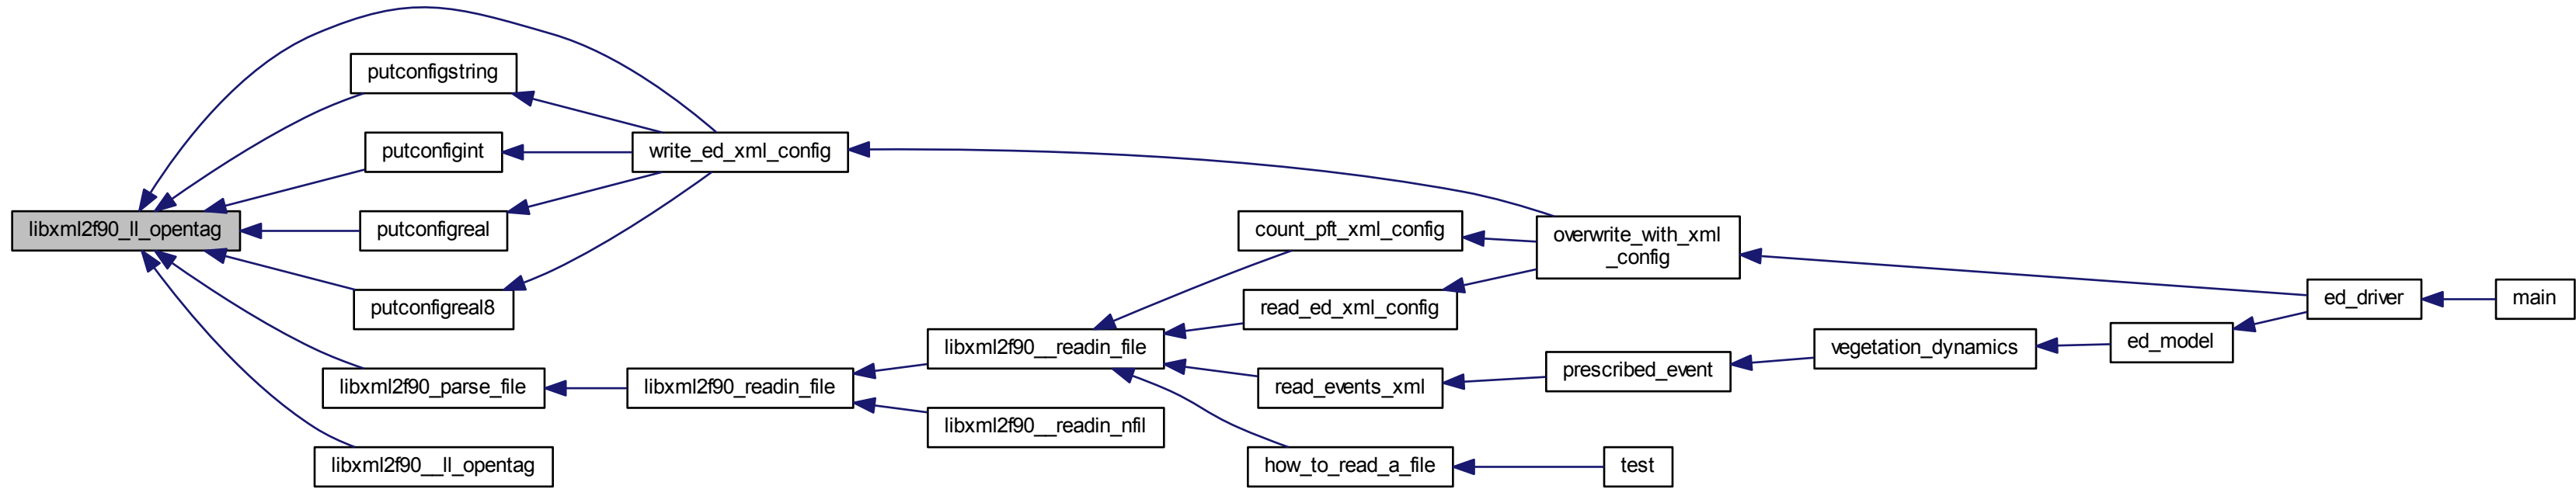 putconfigstring
putconfigint
write_ed_xml_config
libxml2f90_ll_opentag
putconfigreal
count_pft_xml_config
overwrite_with_xml
_config
putconfigreal8
read_ed_xml_config
ed_driver
main
libxml2f90__readin_file
vegetation_dynamics
ed_model
libxml2f90_parse_file
libxml2f90_readin_file
read_events_xml
prescribed_event
libxml2f90__readin_nfil
libxml2f90__ll_opentag
how_to_read_a_file
test